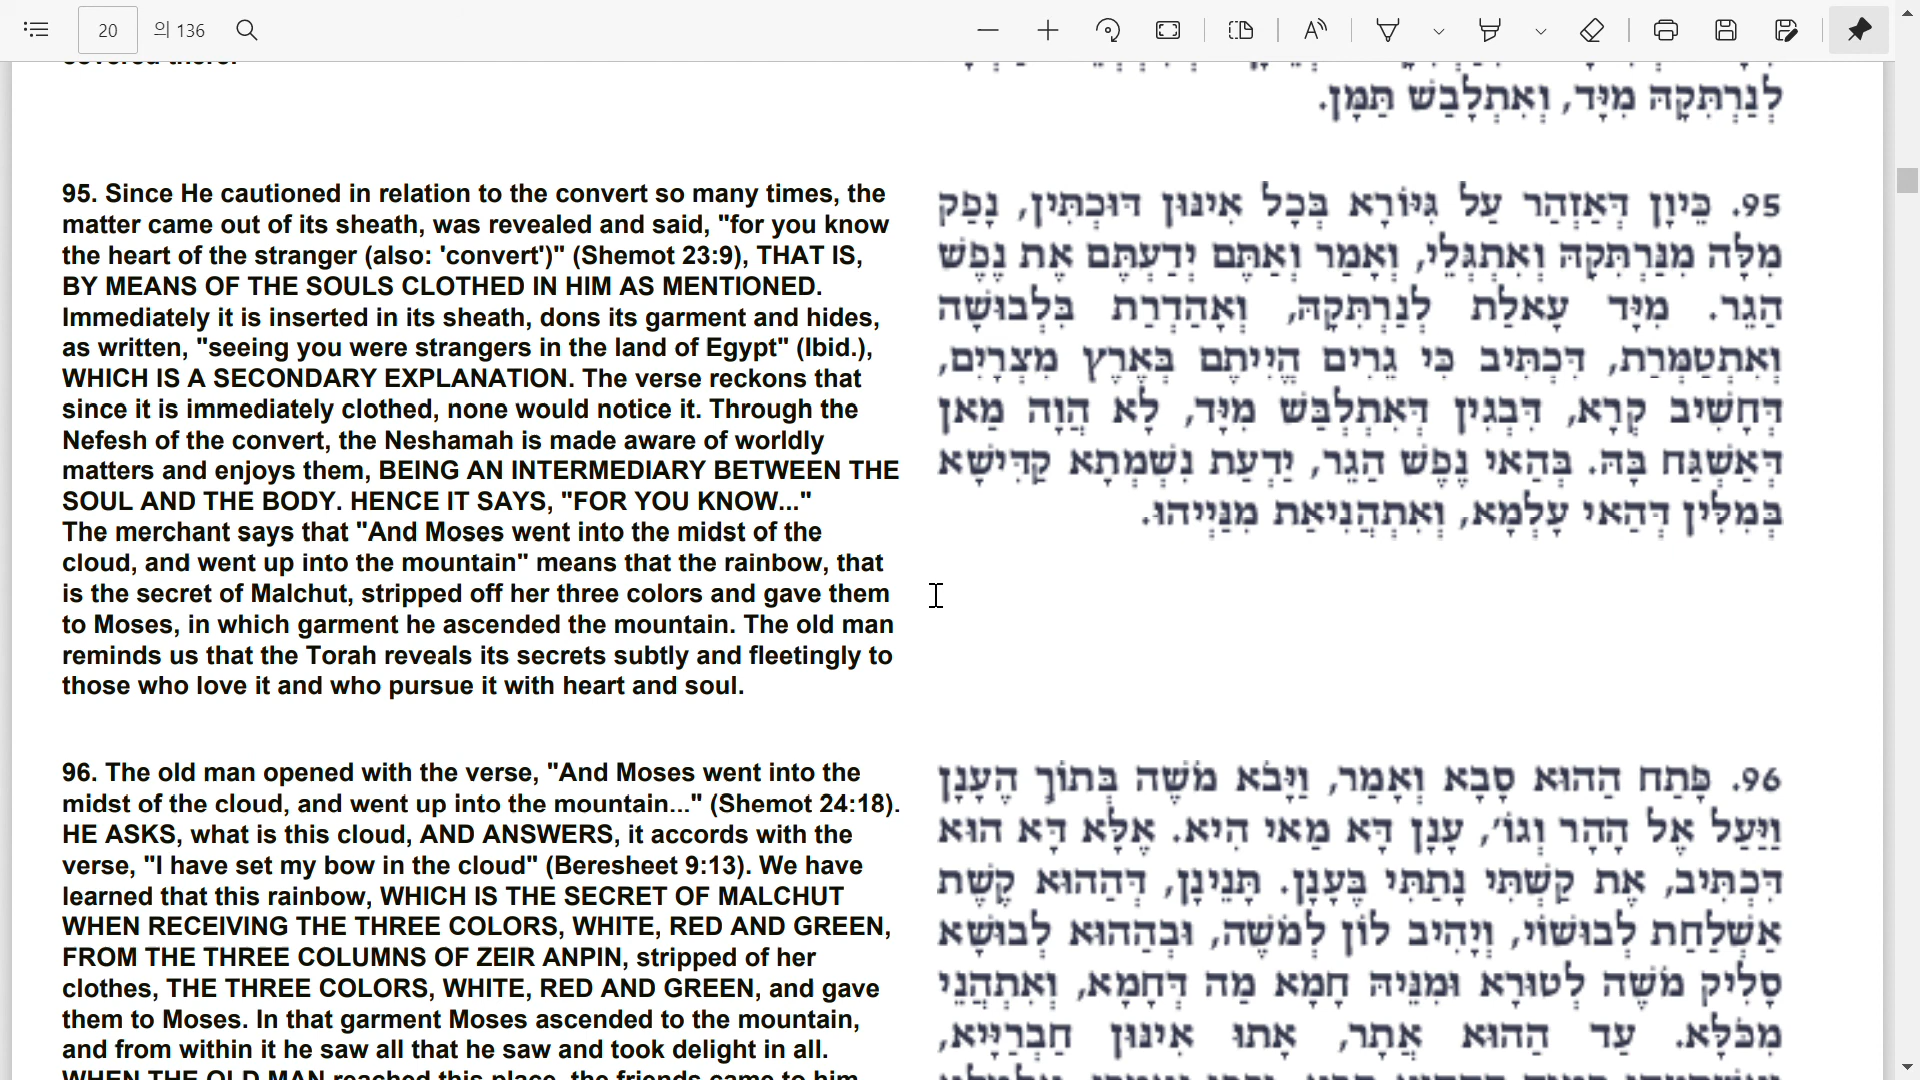 20 의 136
לְנַרְתִּקָהּ מִיָּד, וְאִתְלָבַשׁ תַּמָּן.
95. Since He cautioned in relation to the convert so many times, the
matter came out of its sheath, was revealed and said, "for you know
the heart of the stranger (also: 'convert')" (Shemot 23:9), THAT IS,
BY MEANS OF THE SOULS CLOTHED IN HIM AS MENTIONED.
Immediately it is inserted in its sheath, dons its garment and hides,
as written, "seeing you were strangers in the land of Egypt" (Ibid.),
WHICH IS A SECONDARY EXPLANATION. The verse reckons that
since it is immediately clothed, none would notice it. Through the
Nefesh of the convert, the Neshamah is made aware of worldly
matters and enjoys them, BEING AN INTERMEDIARY BETWEEN THE
SOUL AND THE BODY. HENCE IT SAYS, "FOR YOU KNOW..."
The merchant says that "And Moses went into the midst of the
cloud, and went up into the mountain" means that the rainbow, that
is the secret of Malchut, stripped off her three colors and gave them
to Moses, in which garment he ascended the mountain. The old man
reminds us that the Torah reveals its secrets subtly and fleetingly to
those who love it and who pursue it with heart and soul.
95. כֵּיוָן דְּאַזְהַר עַל גִּיּוֹרָא בְּכָל אִינּוּן דּוּכְתִּין, נָפַק
מִלָּה מִנַּרְתִּקָהּ וְאִתְגְּלֵי, וְאָמַר וְאַתֶּם יְדַעְתֶּם אֶת נֶפֶשׁ
הַגֵּר. מִיָּד עָאלַת לְנַרְתִּקָהּ, וְאָהַדְרַת בִּלְבוּשָׁהּ
וְאִתְטַמְּרַת, דִּכְתִּיב כִּי גֵרִים הֱיִיתֶם בְּאֶרֶץ מִצְרָיִם,
דְּחָשִׁיב קְרָא, דִּבְגִין דְּאִתְלְבַּשׁ מִיָּד, לָא הֲוָה מַאן
דְּאַשְׁגַּח בָּהּ. בְּהַאי נֶפֶשׁ הַגֵּר, יַדְעַת נִשְׁמְתָא קַדִּישָׁא
בְּמִלִּין דְּהַאי עָלְמָא, וְאִתְהֲנִיאַת מִנַּיְיהוּ.
96. The old man opened with the verse, "And Moses went into the
midst of the cloud, and went up into the mountain..." (Shemot 24:18).
HE ASKS, what is this cloud, AND ANSWERS, it accords with the
verse, "I have set my bow in the cloud" (Beresheet 9:13). We have
learned that this rainbow, WHICH IS THE SECRET OF MALCHUT
WHEN RECEIVING THE THREE COLORS, WHITE, RED AND GREEN,
FROM THE THREE COLUMNS OF ZEIR ANPIN, stripped of her
clothes, THE THREE COLORS, WHITE, RED AND GREEN, and gave
them to Moses. In that garment Moses ascended to the mountain,
and from within it he saw all that he saw and took delight in all.
WHEN THE OLD MAN reached this place, the friends came to him
96. פָּתַח הַהוּא סָבָא וְאָמַר, וַיָּבֹא מֹשֶׁה בְּתוֹךְ הֶעָנָן
וַיַּעַל אֶל הָהָר וְגוֹ', עָנָן דָּא מַאי הִיא. אֶלָּא דָּא הוּא
דִּכְתִּיב, אֶת קַשְׁתִּי נָתַתִּי בֶּעָנָן. תָּנֵינָן, דְּהַהוּא קֶשֶׁת
אַשְׁלַחַת לְבוּשׁוֹי, וְיָהִיב לוֹן לְמֹשֶׁה, וּבְהַהוּא לְבוּשָׁא
סָלִיק מֹשֶׁה לְטוּרָא וּמִנֵּיהּ חָמָא מַה דְּחָמָא, וְאִתְהֲנֵי
מִכֹּלָּא. עַד הַהוּא אֲתָר, אָתוּ אִינּוּן חַבְרַיָּיא,